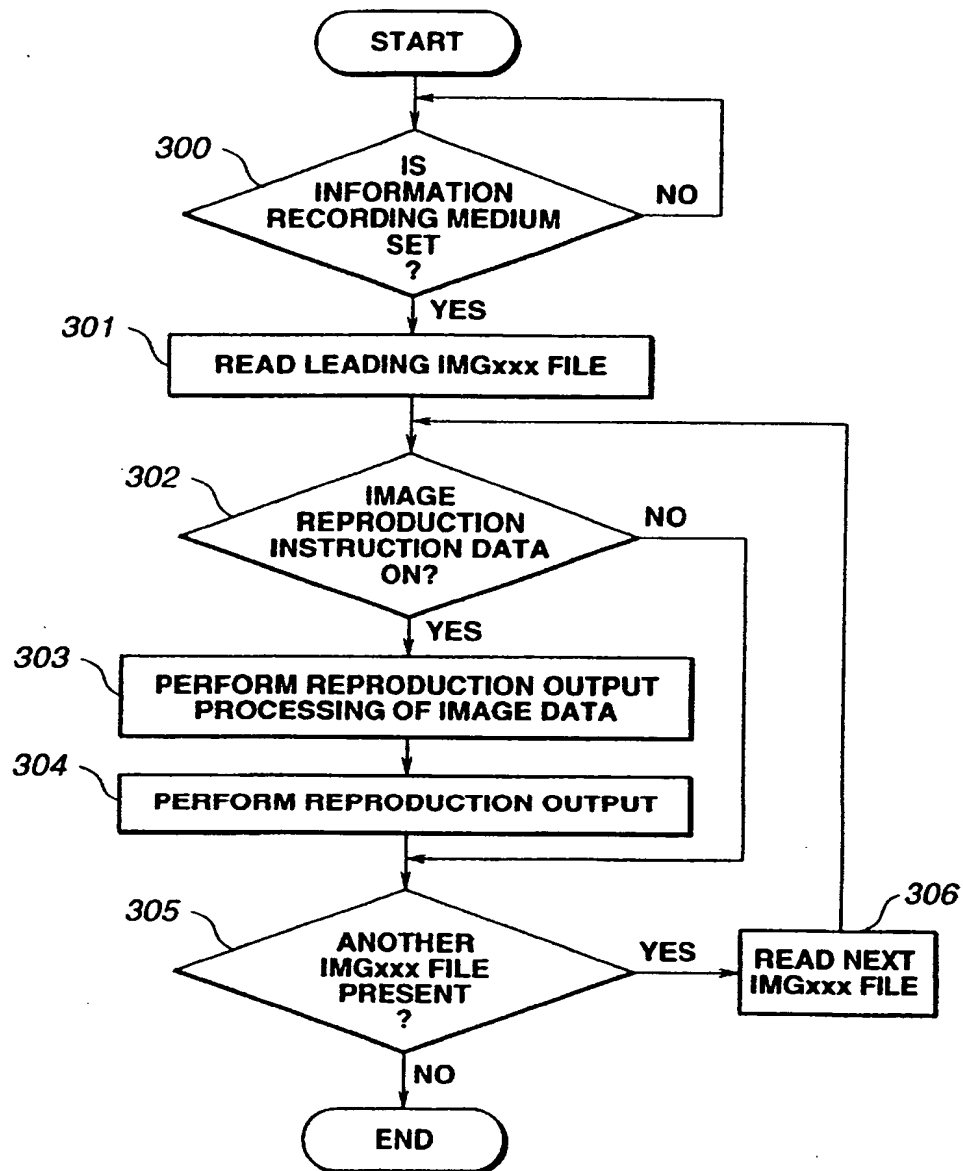 START
300
IS
INFORMATION
RECORDING MEDIUM
SET
?
NO
YES
301
READ LEADING IMGxxx FILE
302
IMAGE
REPRODUCTION
INSTRUCTION DATA
ON?
NO
YES
303
PERFORM REPRODUCTION OUTPUT
PROCESSING OF IMAGE DATA
304
PERFORM REPRODUCTION OUTPUT
305
ANOTHER
IMGxxx FILE
PRESENT
?
YES
306
READ NEXT
IMGxxx FILE
NO
END